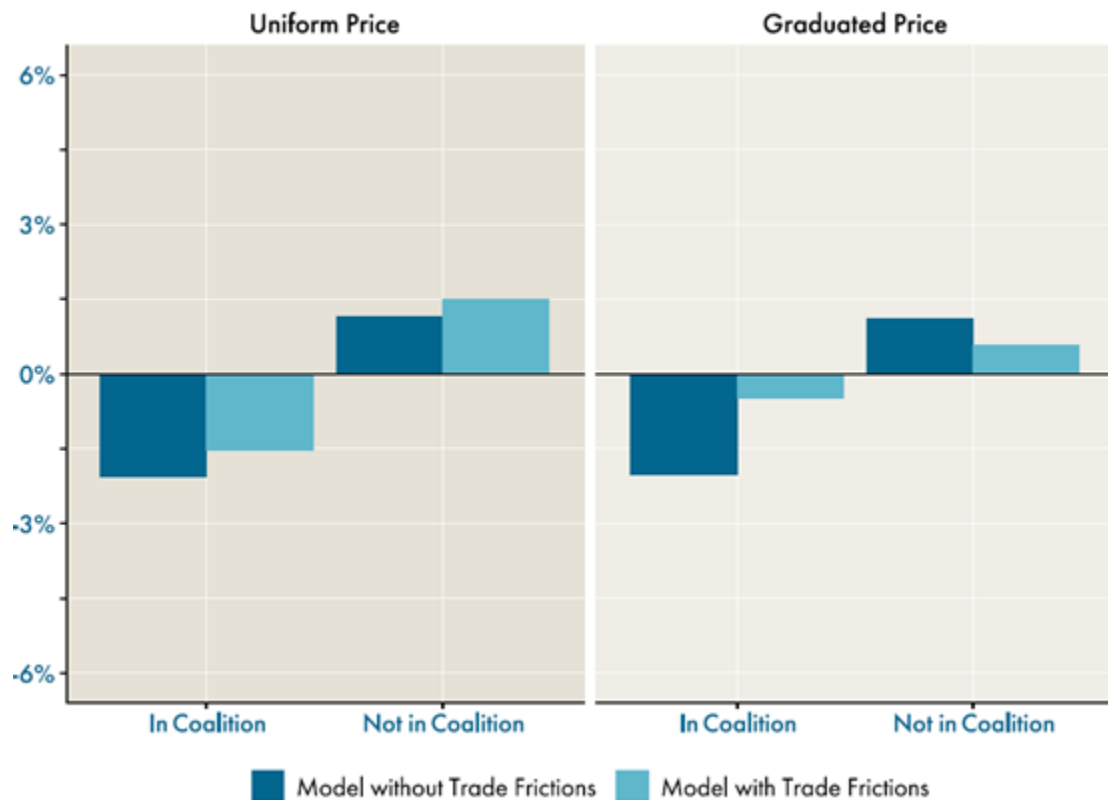 Uniform Price
Graduated Price
6%
3%
0%
-3%
-6%
In Coalition
Not in Coalition
In Coalition
Not in Coalition
Model without Trade Frictions
Model with Trade Frictions